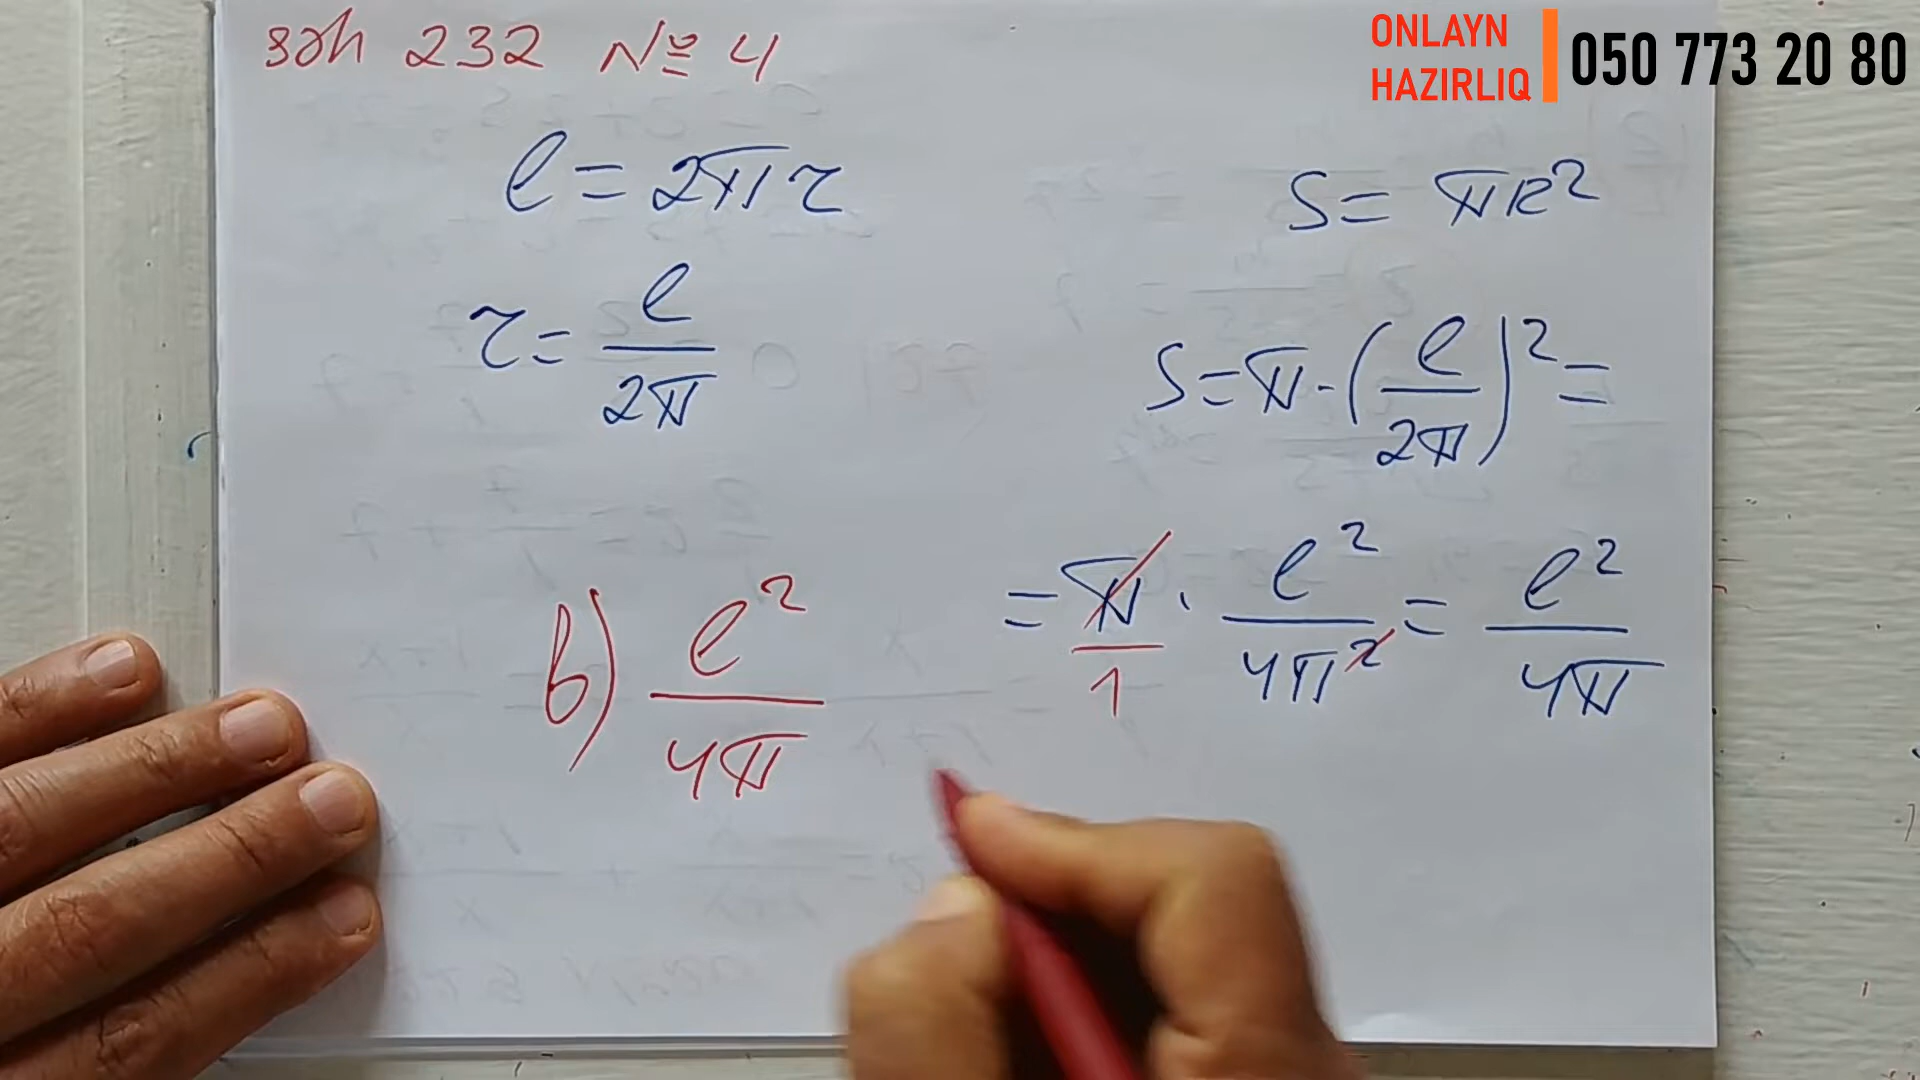 səh 232 № 4
ONLAYN
HAZIRLIQ
050 773 20 80
l = 2πr
r = l/2π
S = πR²
S = π · (l/2π)² =
= π/1 · l²/4π² = l²/4π
b) l²/4π